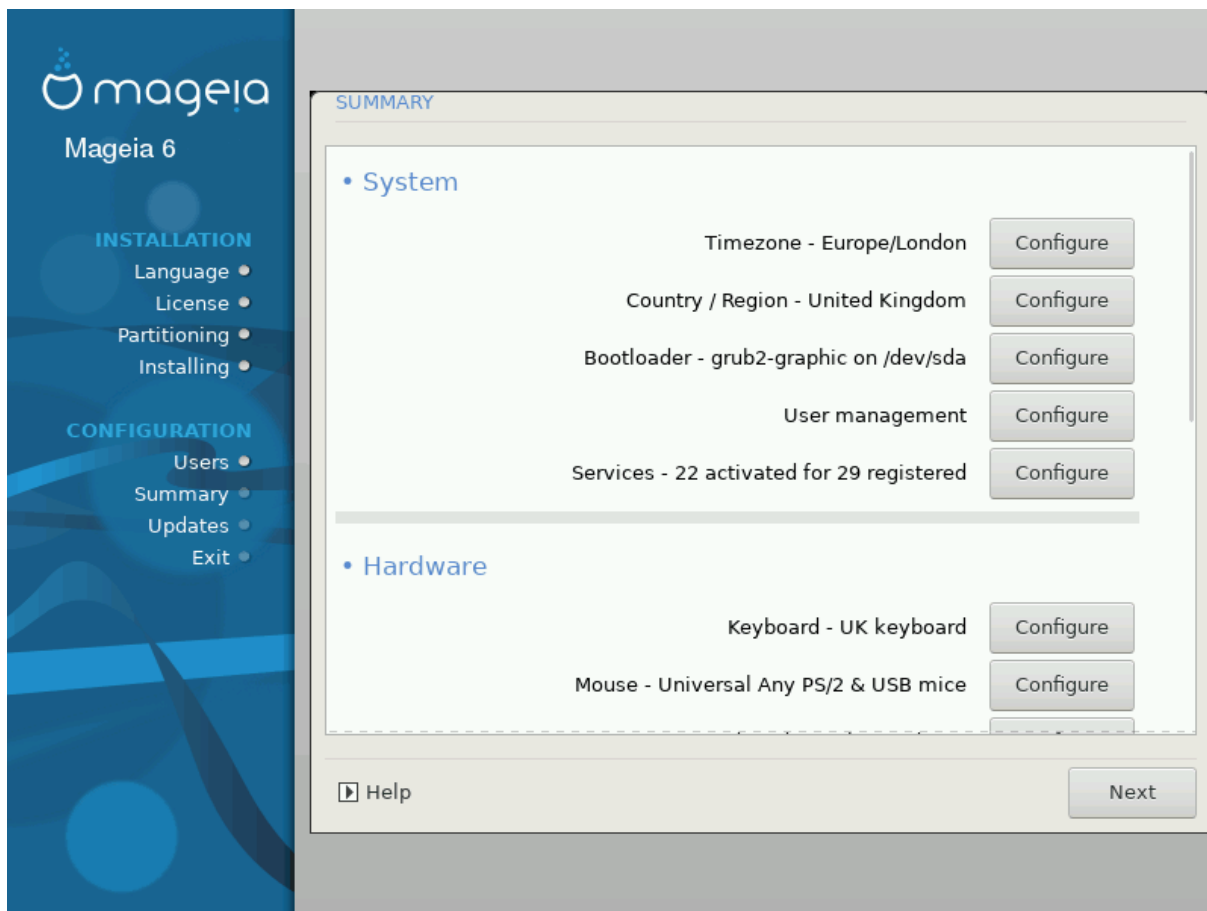 mageia
Mageia 6
INSTALLATION
Language
License
Partitioning
Installing
CONFIGURATION
Users
Summary
Updates
Exit
SUMMARY
• System
Timezone - Europe/London Configure
Country / Region - United Kingdom Configure
Bootloader - grub2-graphic on /dev/sda Configure
User management Configure
Services - 22 activated for 29 registered Configure
• Hardware
Keyboard - UK keyboard Configure
Mouse - Universal Any PS/2 & USB mice Configure
Help
Next